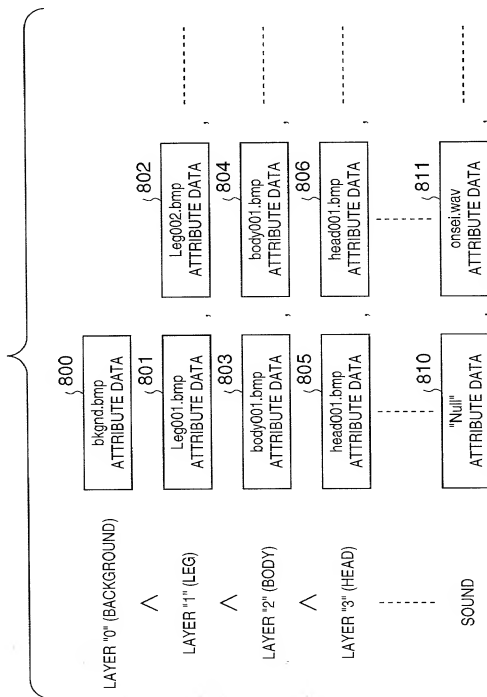 LAYER "0" (BACKGROUND)
800
bkgnd.bmp
ATTRIBUTE DATA
<
LAYER "1" (LEG)
801
Leg001.bmp
ATTRIBUTE DATA
,
802
Leg002.bmp
ATTRIBUTE DATA
,
<
LAYER "2" (BODY)
803
body001.bmp
ATTRIBUTE DATA
,
804
body001.bmp
ATTRIBUTE DATA
,
<
LAYER "3" (HEAD)
805
head001.bmp
ATTRIBUTE DATA
,
806
head001.bmp
ATTRIBUTE DATA
,
SOUND
810
"Null"
ATTRIBUTE DATA
,
811
onsei.wav
ATTRIBUTE DATA
,